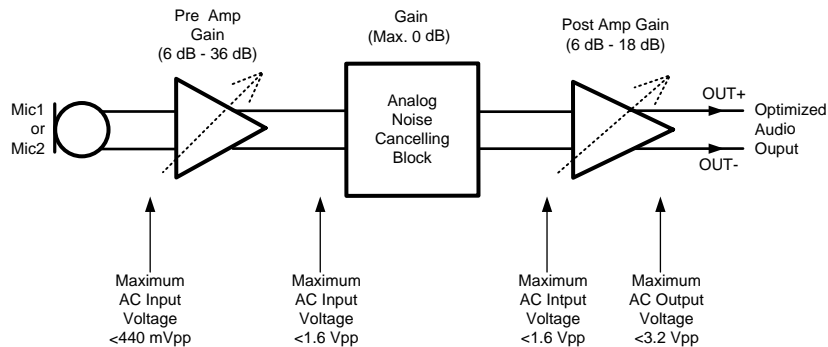 Pre Amp
Gain
(6 dB - 36 dB)
Gain
(Max. 0 dB)
Post Amp Gain
(6 dB - 18 dB)
Mic1
or
Mic2
Analog
Noise
Cancelling
Block
OUT+
OUT-
Optimized
Audio
Ouput
Maximum
AC Input
Voltage
<440 mVpp
Maximum
AC Input
Voltage
<1.6 Vpp
Maximum
AC Intput
Voltage
<1.6 Vpp
Maximum
AC Output
Voltage
<3.2 Vpp